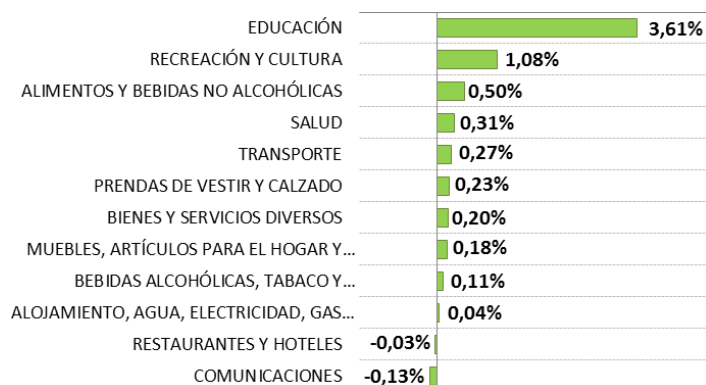 EDUCACIÓN 3,61%
RECREACIÓN Y CULTURA 1,08%
ALIMENTOS Y BEBIDAS NO ALCOHÓLICAS 0,50%
SALUD 0,31%
TRANSPORTE 0,27%
PRENDAS DE VESTIR Y CALZADO 0,23%
BIENES Y SERVICIOS DIVERSOS 0,20%
MUEBLES, ARTÍCULOS PARA EL HOGAR Y... 0,18%
BEBIDAS ALCOHÓLICAS, TABACO Y... 0,11%
ALOJAMIENTO, AGUA, ELECTRICIDAD, GAS... 0,04%
RESTAURANTES Y HOTELES -0,03%
COMUNICACIONES -0,13%